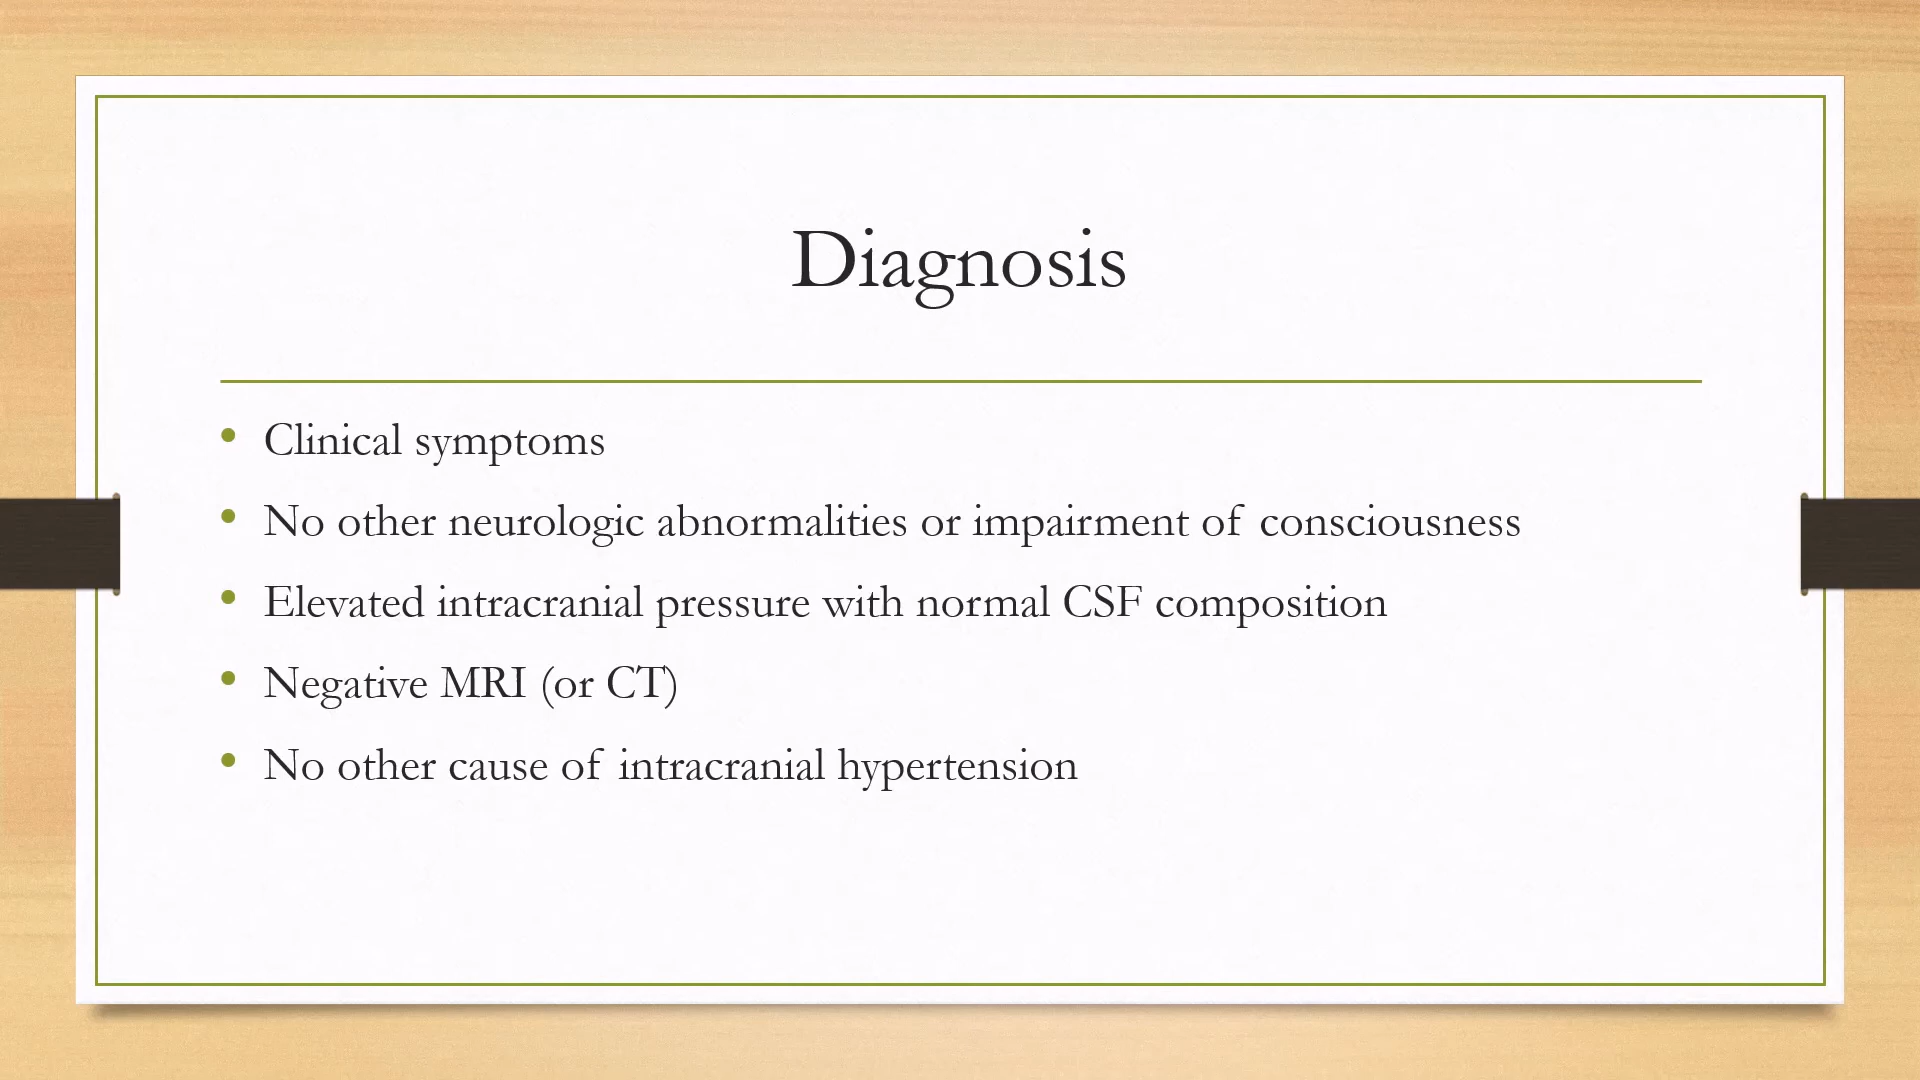 Diagnosis
• Clinical symptoms
• No other neurologic abnormalities or impairment of consciousness
• Elevated intracranial pressure with normal CSF composition
• Negative MRI (or CT)
• No other cause of intracranial hypertension